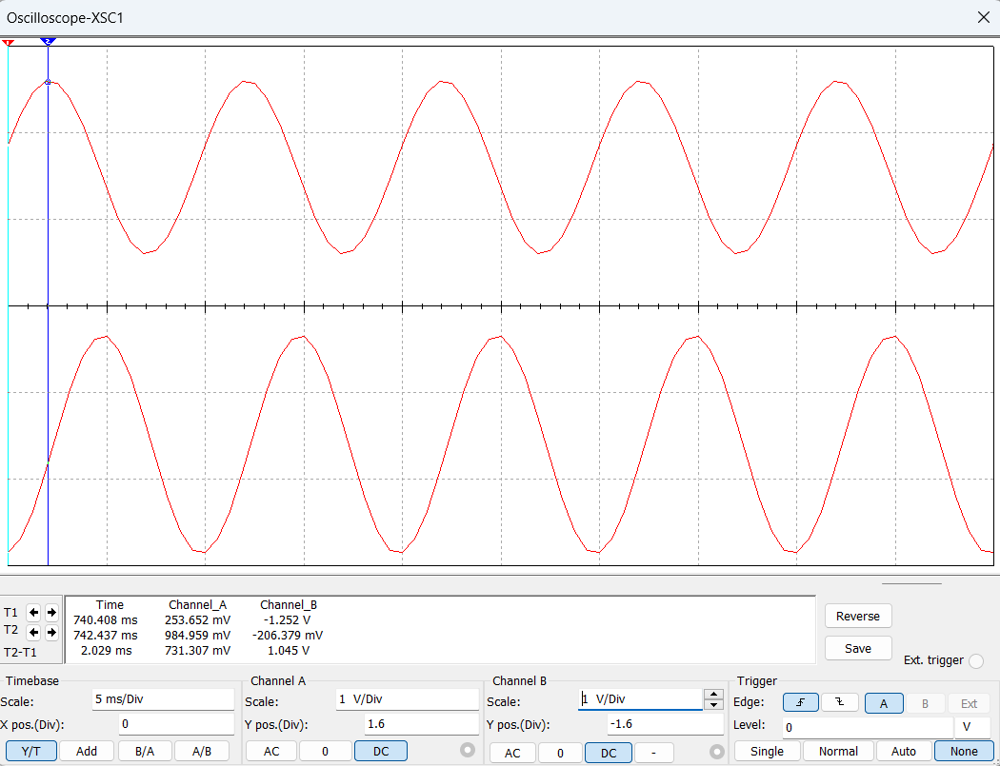 Oscilloscope-XSC1
1 2
Time Channel_A Channel_B
T1 740.408 ms 253.652 mV -1.252 V
T2 742.437 ms 984.959 mV -206.379 mV
T2-T1 2.029 ms 731.307 mV 1.045 V
Reverse
Save
Ext. trigger
Timebase Channel A Channel B Trigger
Scale: 5 ms/Div Scale: 1 V/Div Scale: 1 V/Div Edge: A B Ext
X pos.(Div): 0 Y pos.(Div): 1.6 Y pos.(Div): -1.6 Level: 0 V
Y/T Add B/A A/B AC 0 DC AC 0 DC - Single Normal Auto None